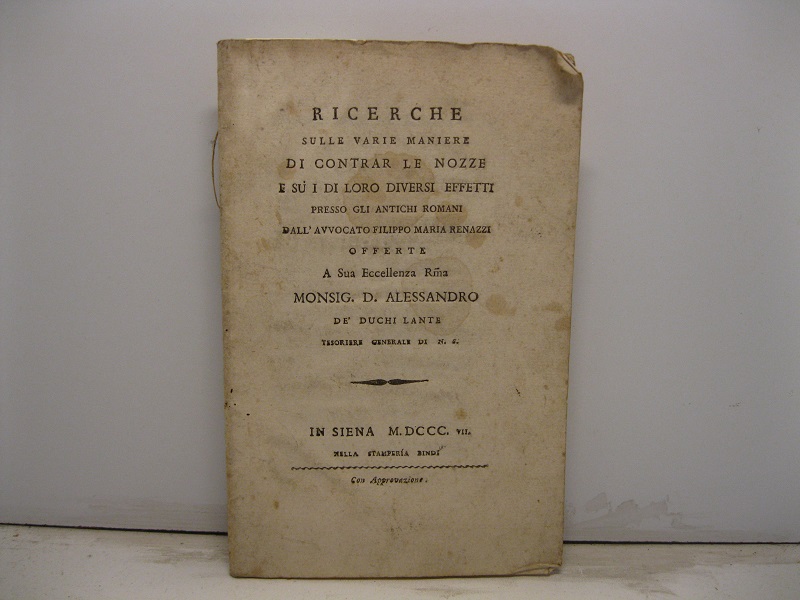 RICERCHE
SULLE VARIE MANIERE
DI CONTRAR LE NOZZE
E SU I DI LORO DIVERSI EFFETTI
PRESSO GLI ANTICHI ROMANI
DALL' AVVOCATO FILIPPO MARIA RENAZZI
OFFERTE
A Sua Eccellenza Rm̃a
MONSIG. D. ALESSANDRO
DE' DUCHI LANTE
TESORIERE GENERALE DI N. S.
IN SIENA M.DCCC. VII.
NELLA STAMPERÍA BINDI
Con Approvazione.